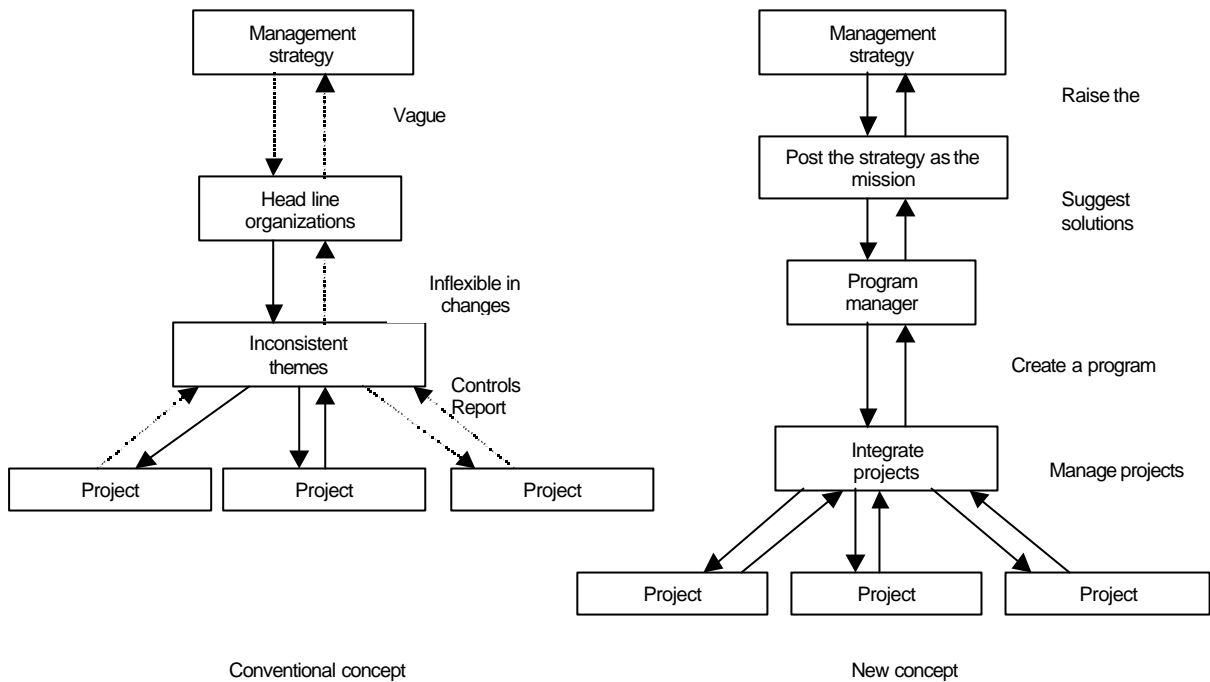 Management
strategy
Vague
Head line
organizations
Inflexible in
changes
Inconsistent
themes
Controls
Report
Project
Project
Project
Conventional concept
Management
strategy
Raise the
Post the strategy as the
mission
Suggest
solutions
Program
manager
Create a program
Integrate
projects
Manage projects
Project
Project
Project
New concept